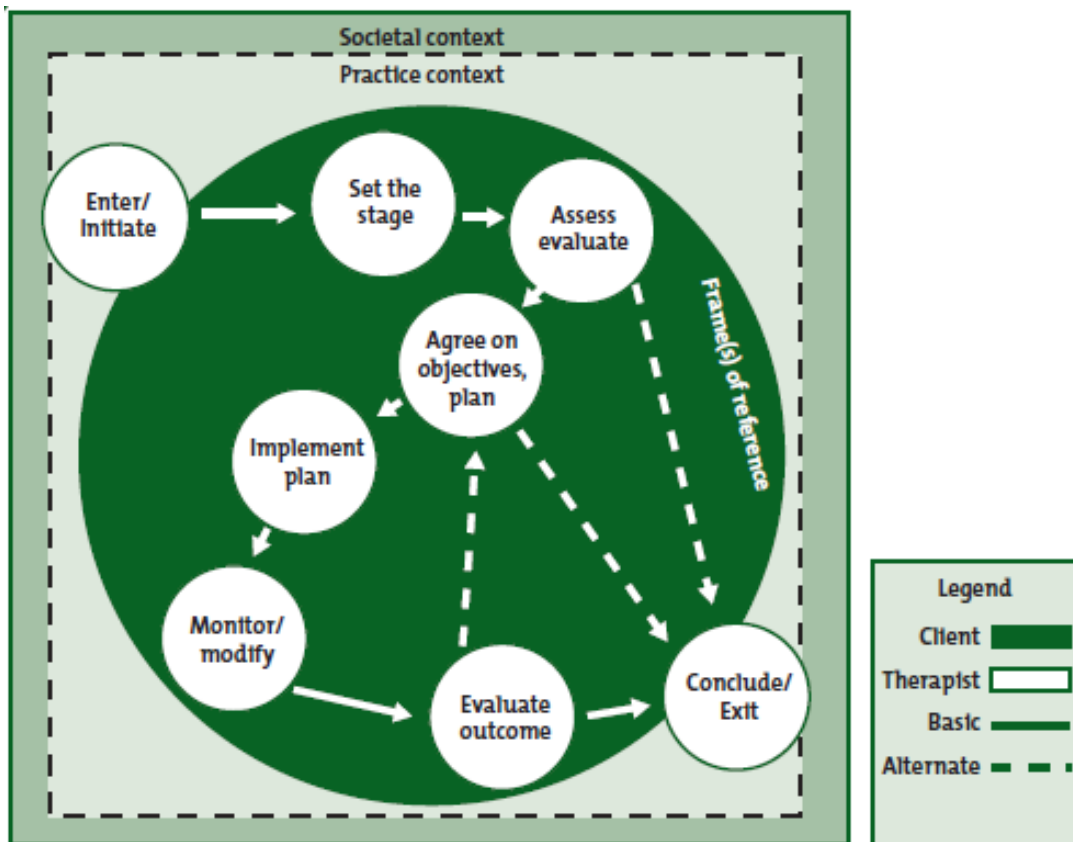 Societal context
Practice context
Enter/
Initiate
Set the
stage
Assess
evaluate
Frame(s) of reference
Agree on
objectives,
plan
Implement
plan
Monitor/
modify
Evaluate
outcome
Conclude/
Exit
Legend
Client
Therapist
Basic
Alternate